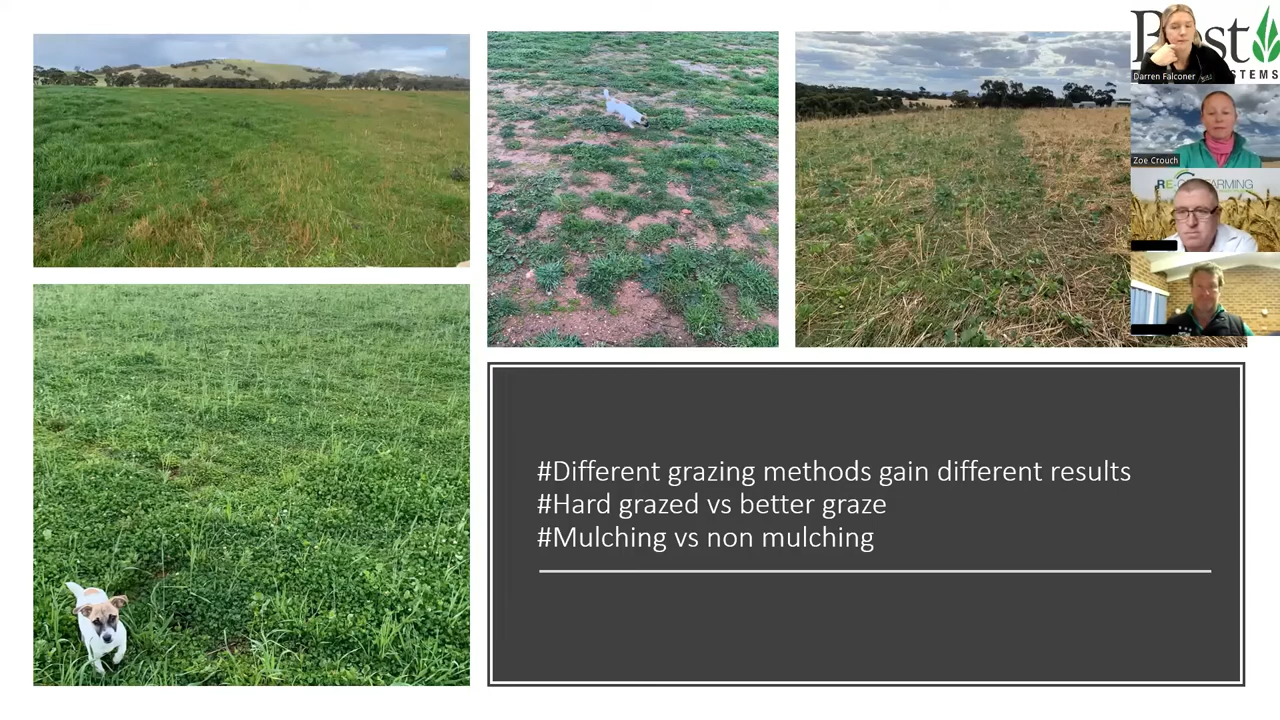 Darren Falconer
Zoe Crouch
#Different grazing methods gain different results
#Hard grazed vs better graze
#Mulching vs non mulching